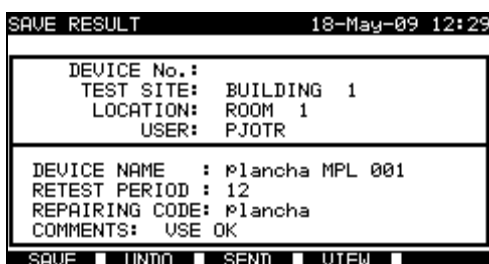 SAVE RESULT 18-May-09 12:29
DEVICE No.:
TEST SITE: BUILDING 1
LOCATION: ROOM 1
USER: PJOTR
DEVICE NAME : Plancha MPL 001
RETEST PERIOD : 12
REPAIRING CODE: Plancha
COMMENTS: VSE OK
SAVE UNDO SEND VIEW